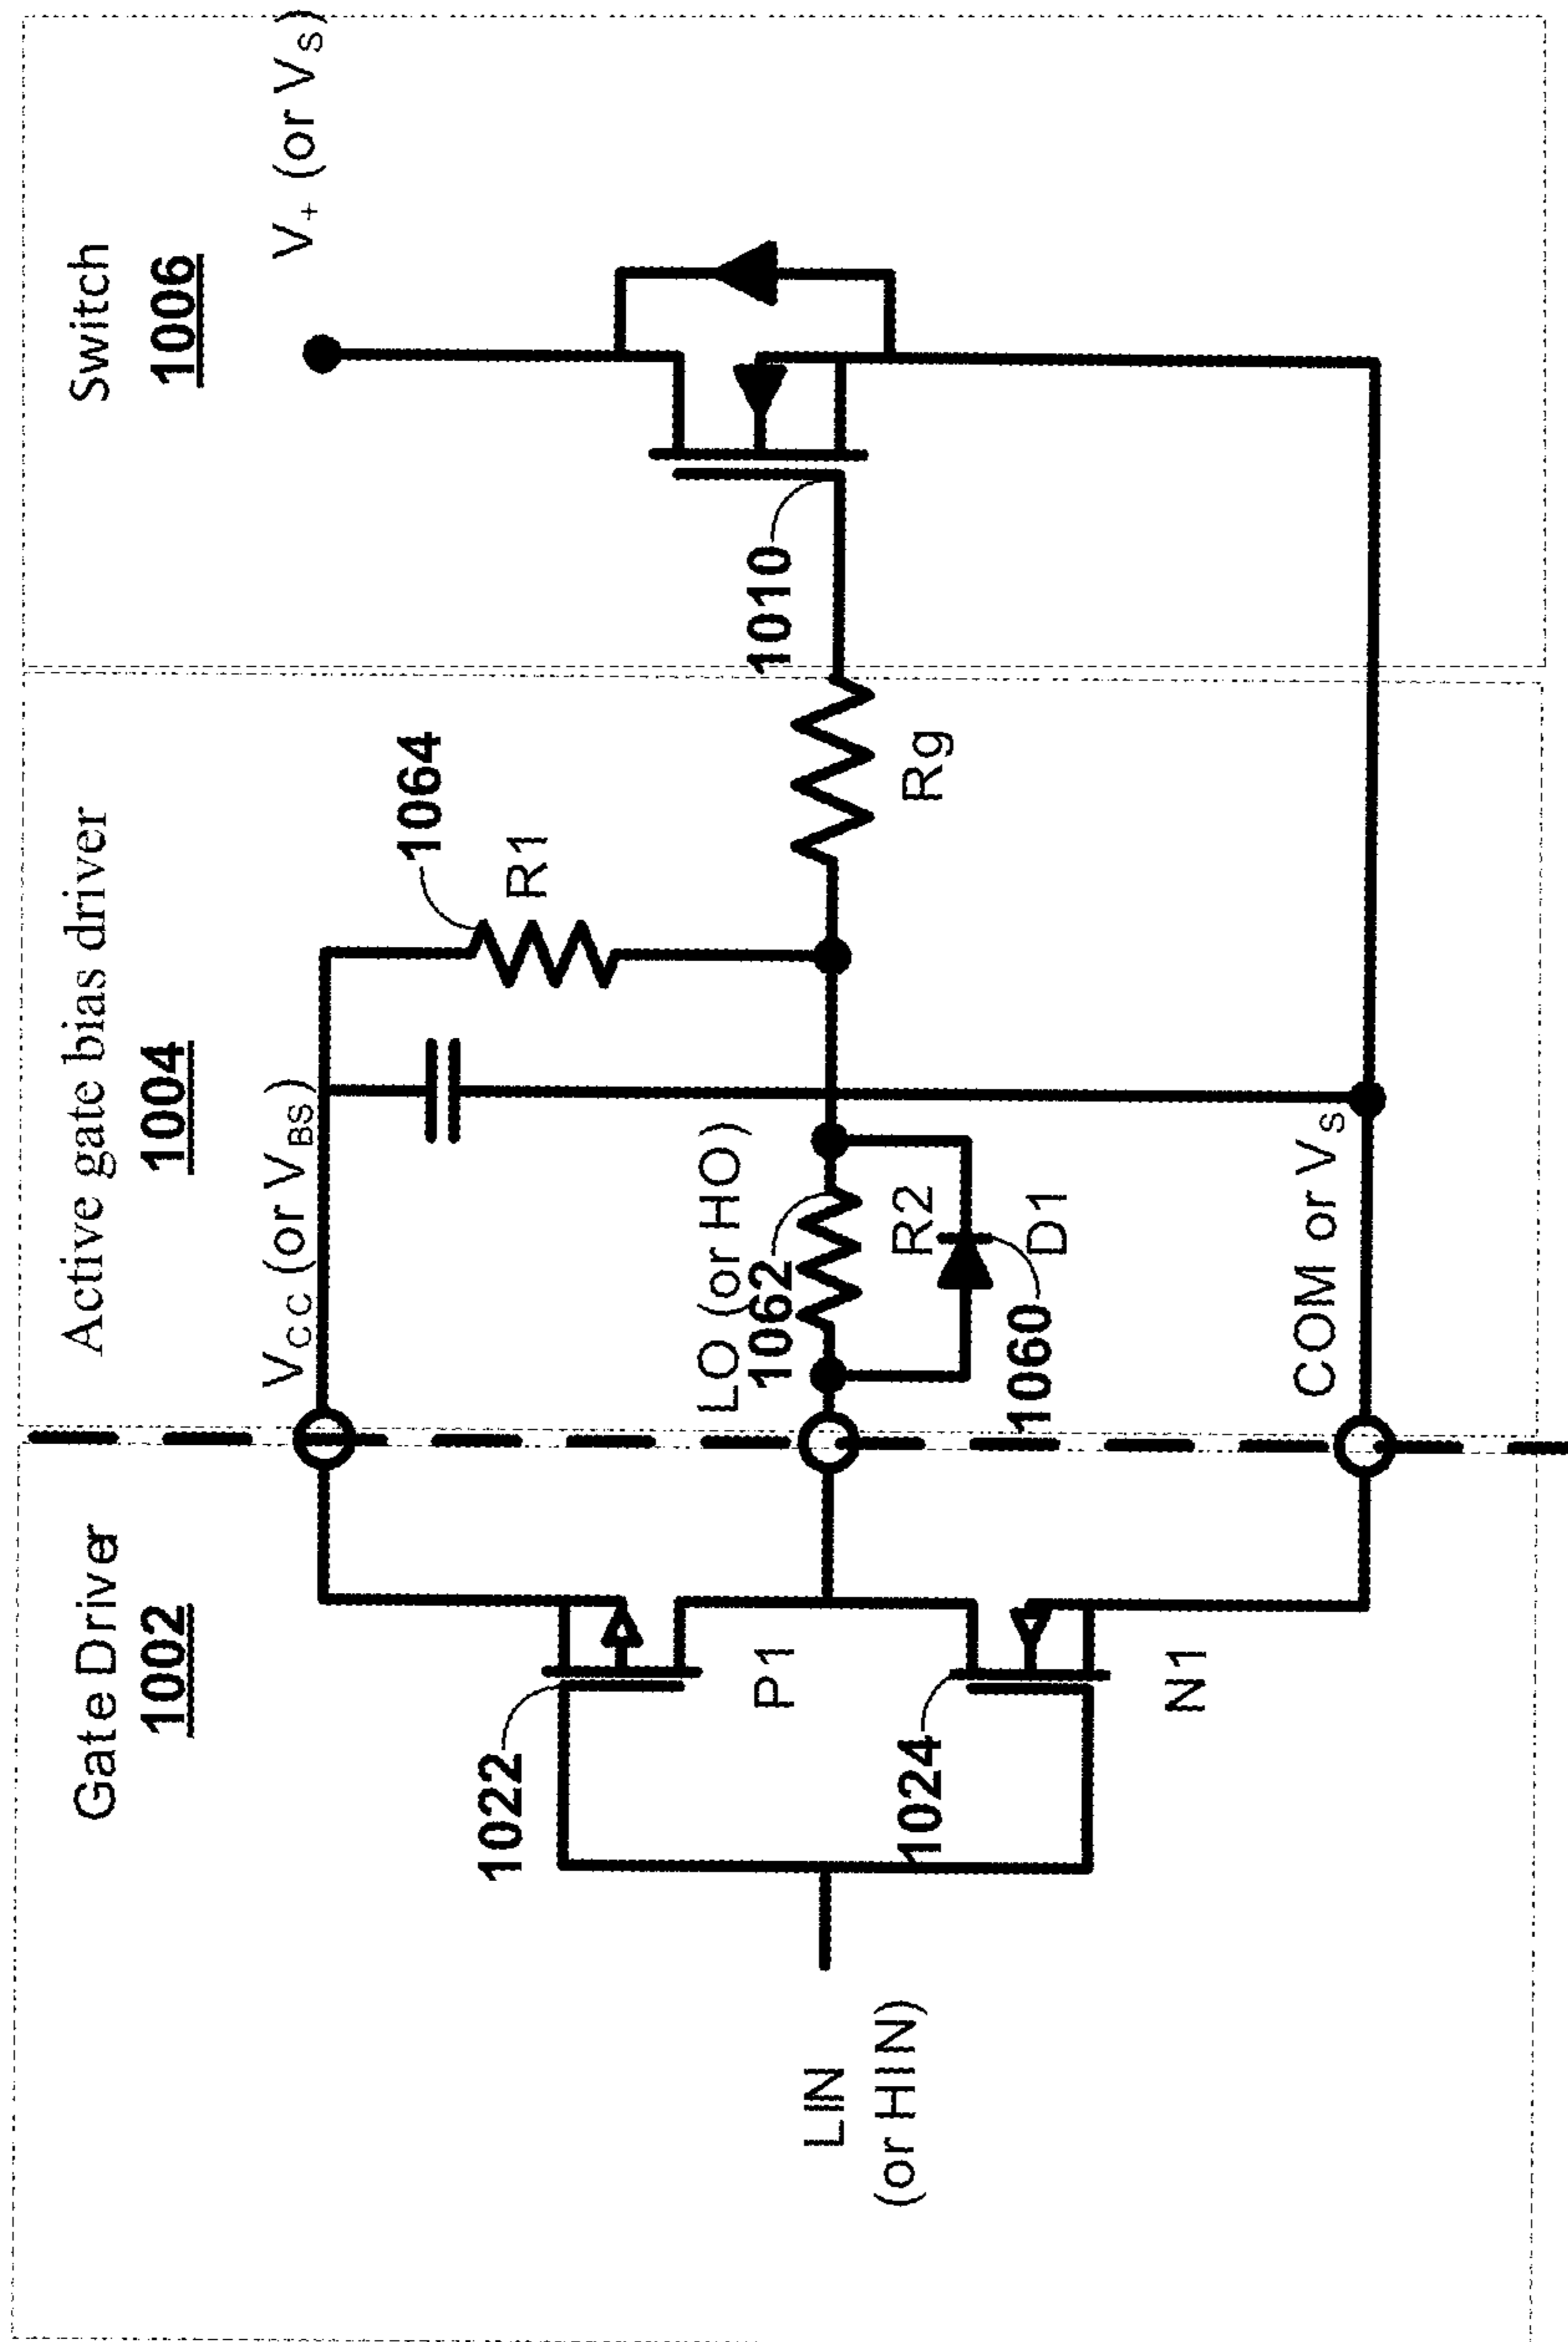 Gate Driver
1002
Active gate bias driver
1004
Switch
1006
V+ (or VS)
VCC (or VBS)
1064
R1
1022
P1
LO (or HO)
1062
R2
1060
D1
Rg
1010
LIN
(or HIN)
1024
N1
COM or VS